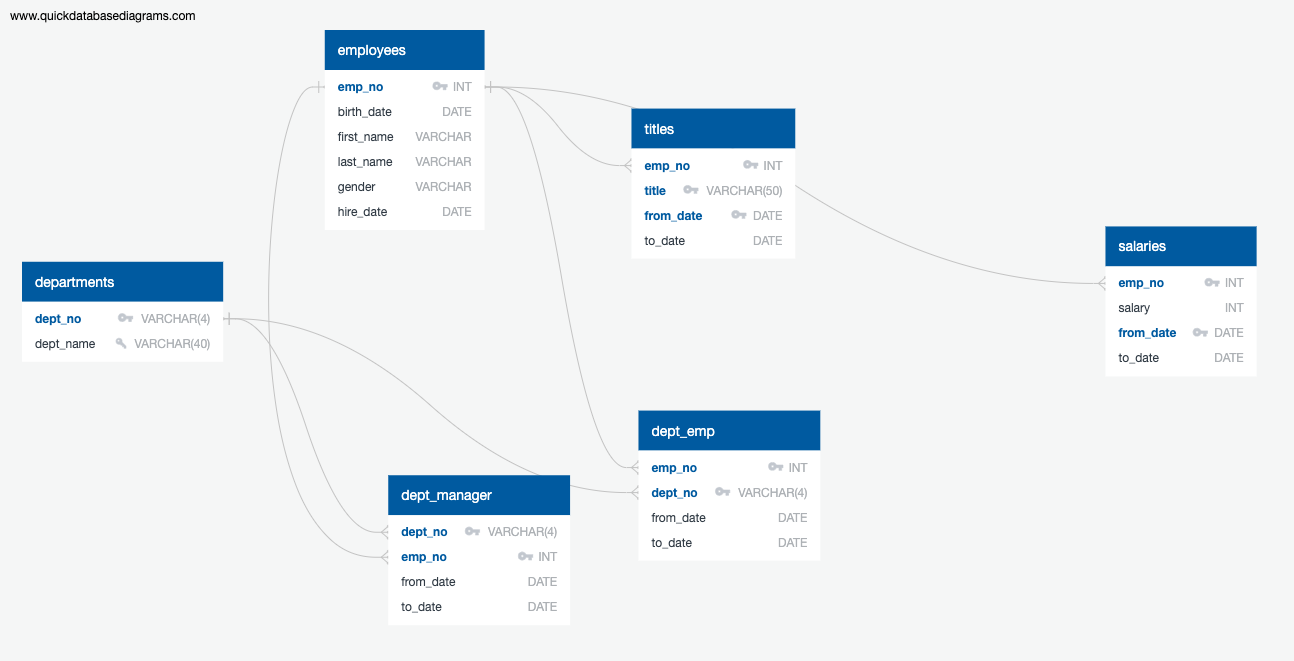 www.quickdatabasediagrams.com
employees
emp_no INT
birth_date DATE
first_name VARCHAR
last_name VARCHAR
gender VARCHAR
hire_date DATE
titles
emp_no INT
title VARCHAR(50)
from_date DATE
to_date DATE
salaries
emp_no INT
salary INT
from_date DATE
to_date DATE
departments
dept_no VARCHAR(4)
dept_name VARCHAR(40)
dept_emp
emp_no INT
dept_no VARCHAR(4)
from_date DATE
to_date DATE
dept_manager
dept_no VARCHAR(4)
emp_no INT
from_date DATE
to_date DATE